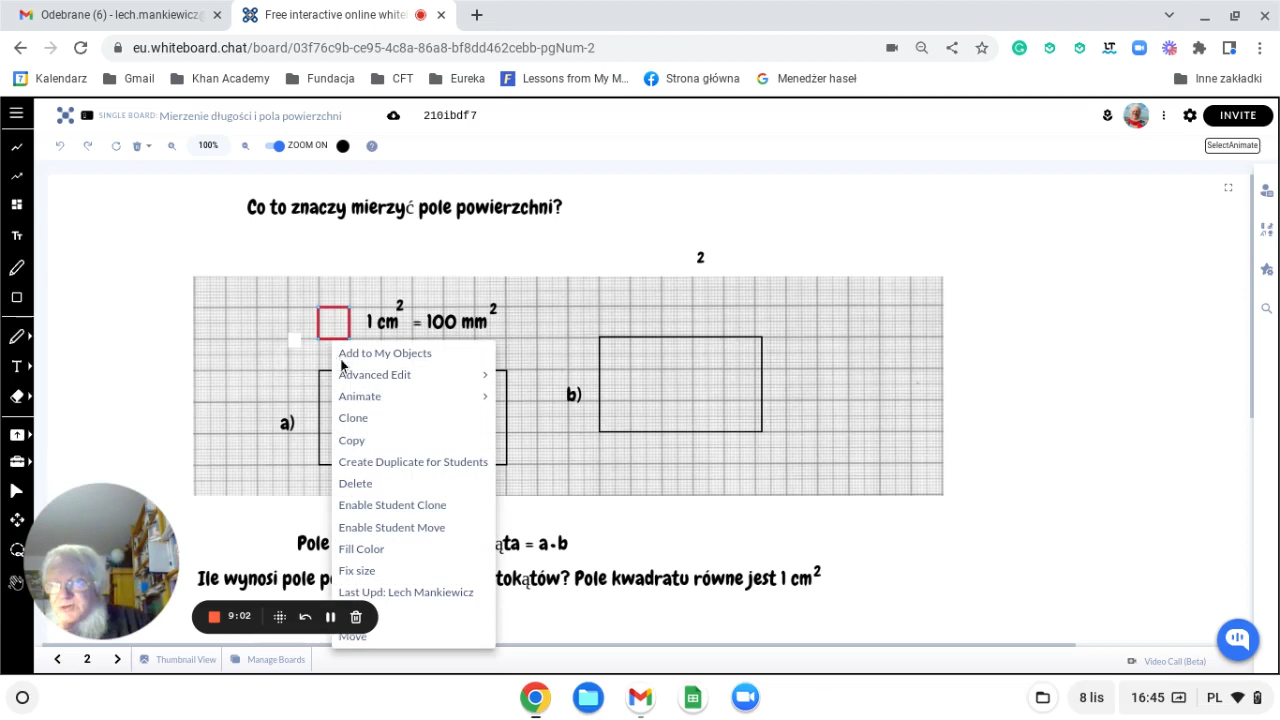 Odebrane (6) - lech.mankiewicz@
Free interactive online white
eu.whiteboard.chat/board/03f76c9b-ce95-4c8a-86a8-bf8dd462cebb-pgNum-2
Kalendarz
Gmail
Khan Academy
Fundacja
CFT
Eureka
Lessons from My M...
Strona główna
Menedżer haseł
Inne zakładki
SINGLE BOARD: Mierzenie długości i pola powierzchni
210ibdf7
INVITE
100%
ZOOM ON
SelectAnimate
Co to znaczy mierzyć pole powierzchni?
2
1 cm² = 100 mm²
a)
b)
Add to My Objects
Advanced Edit
Animate
Clone
Copy
Create Duplicate for Students
Delete
Enable Student Clone
Enable Student Move
Fill Color
Fix size
Last Upd: Lech Mankiewicz
Move
Pole ąta = a·b
Ile wynosi pole p tokątów? Pole kwadratu równe jest 1 cm²
9:02
2
Thumbnail View
Manage Boards
Video Call (Beta)
8 lis
16:45
PL